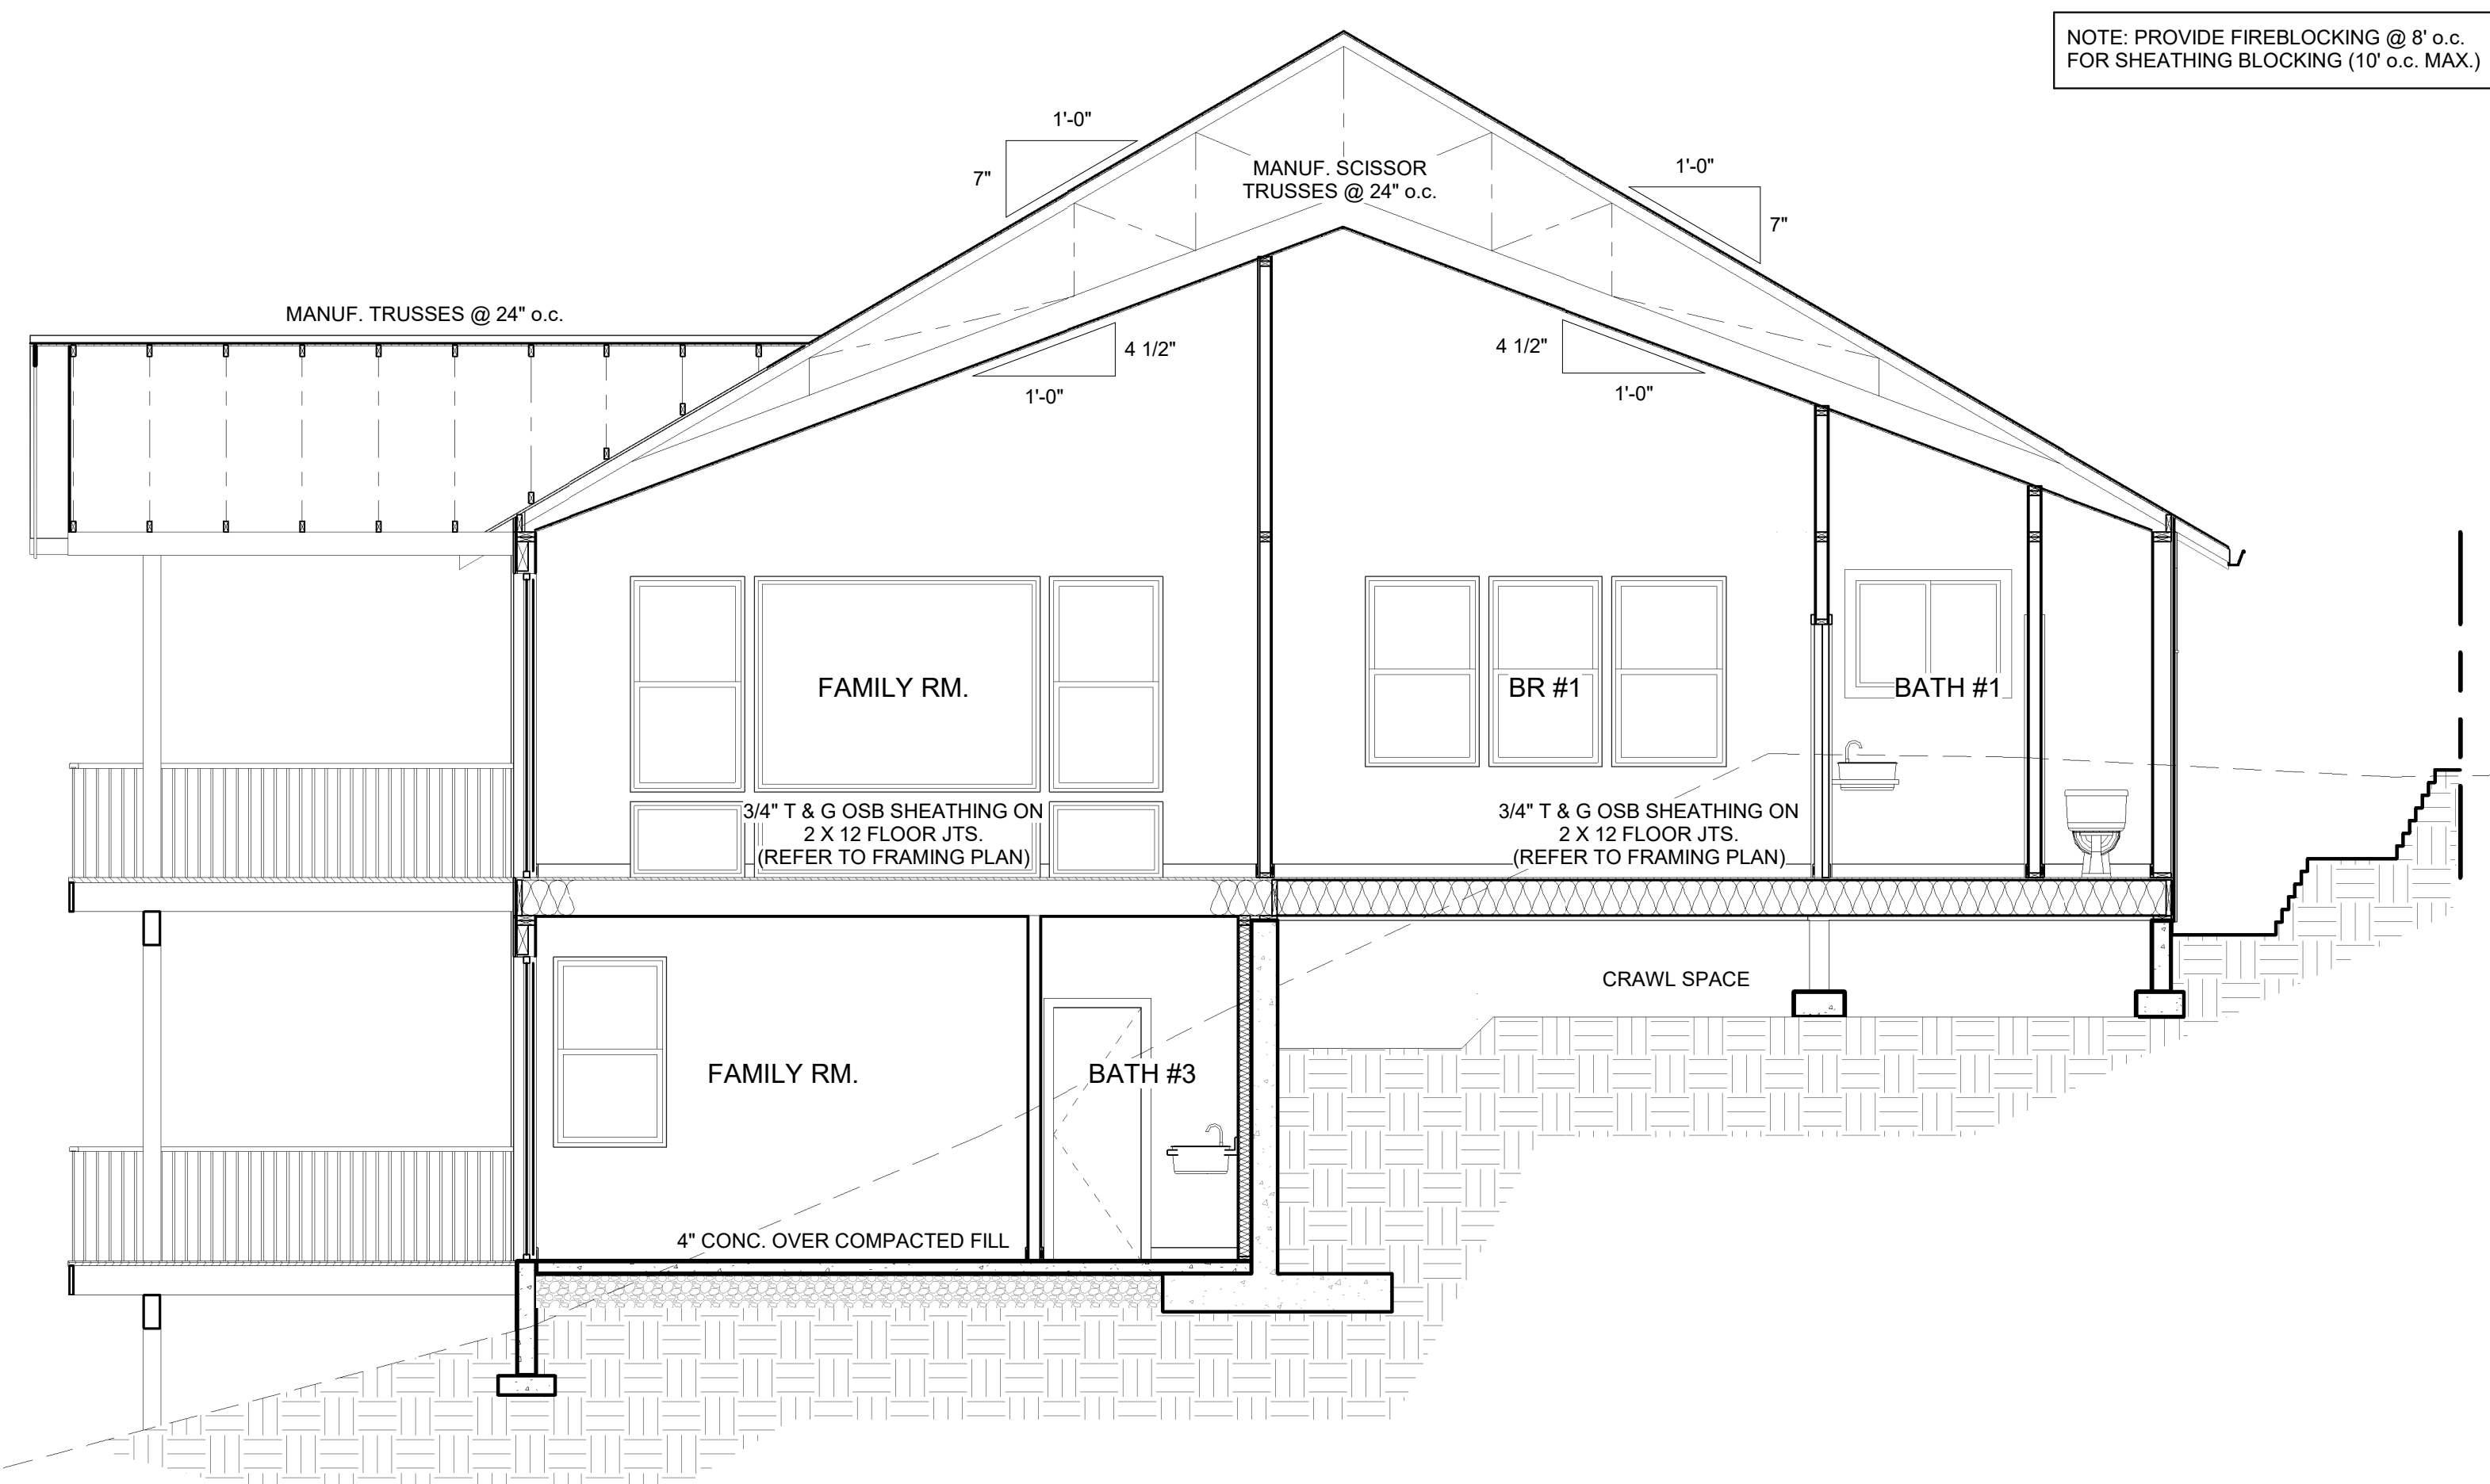 NOTE: PROVIDE FIREBLOCKING @ 8' o.c.
FOR SHEATHING BLOCKING (10' o.c. MAX.)
1'-0"
7"
MANUF. SCISSOR
TRUSSES @ 24" o.c.
1'-0"
7"
MANUF. TRUSSES @ 24" o.c.
4 1/2"
1'-0"
4 1/2"
1'-0"
FAMILY RM.
BR #1
BATH #1
3/4" T & G OSB SHEATHING ON
2 X 12 FLOOR JTS.
(REFER TO FRAMING PLAN)
3/4" T & G OSB SHEATHING ON
2 X 12 FLOOR JTS.
(REFER TO FRAMING PLAN)
CRAWL SPACE
FAMILY RM.
BATH #3
4" CONC. OVER COMPACTED FILL